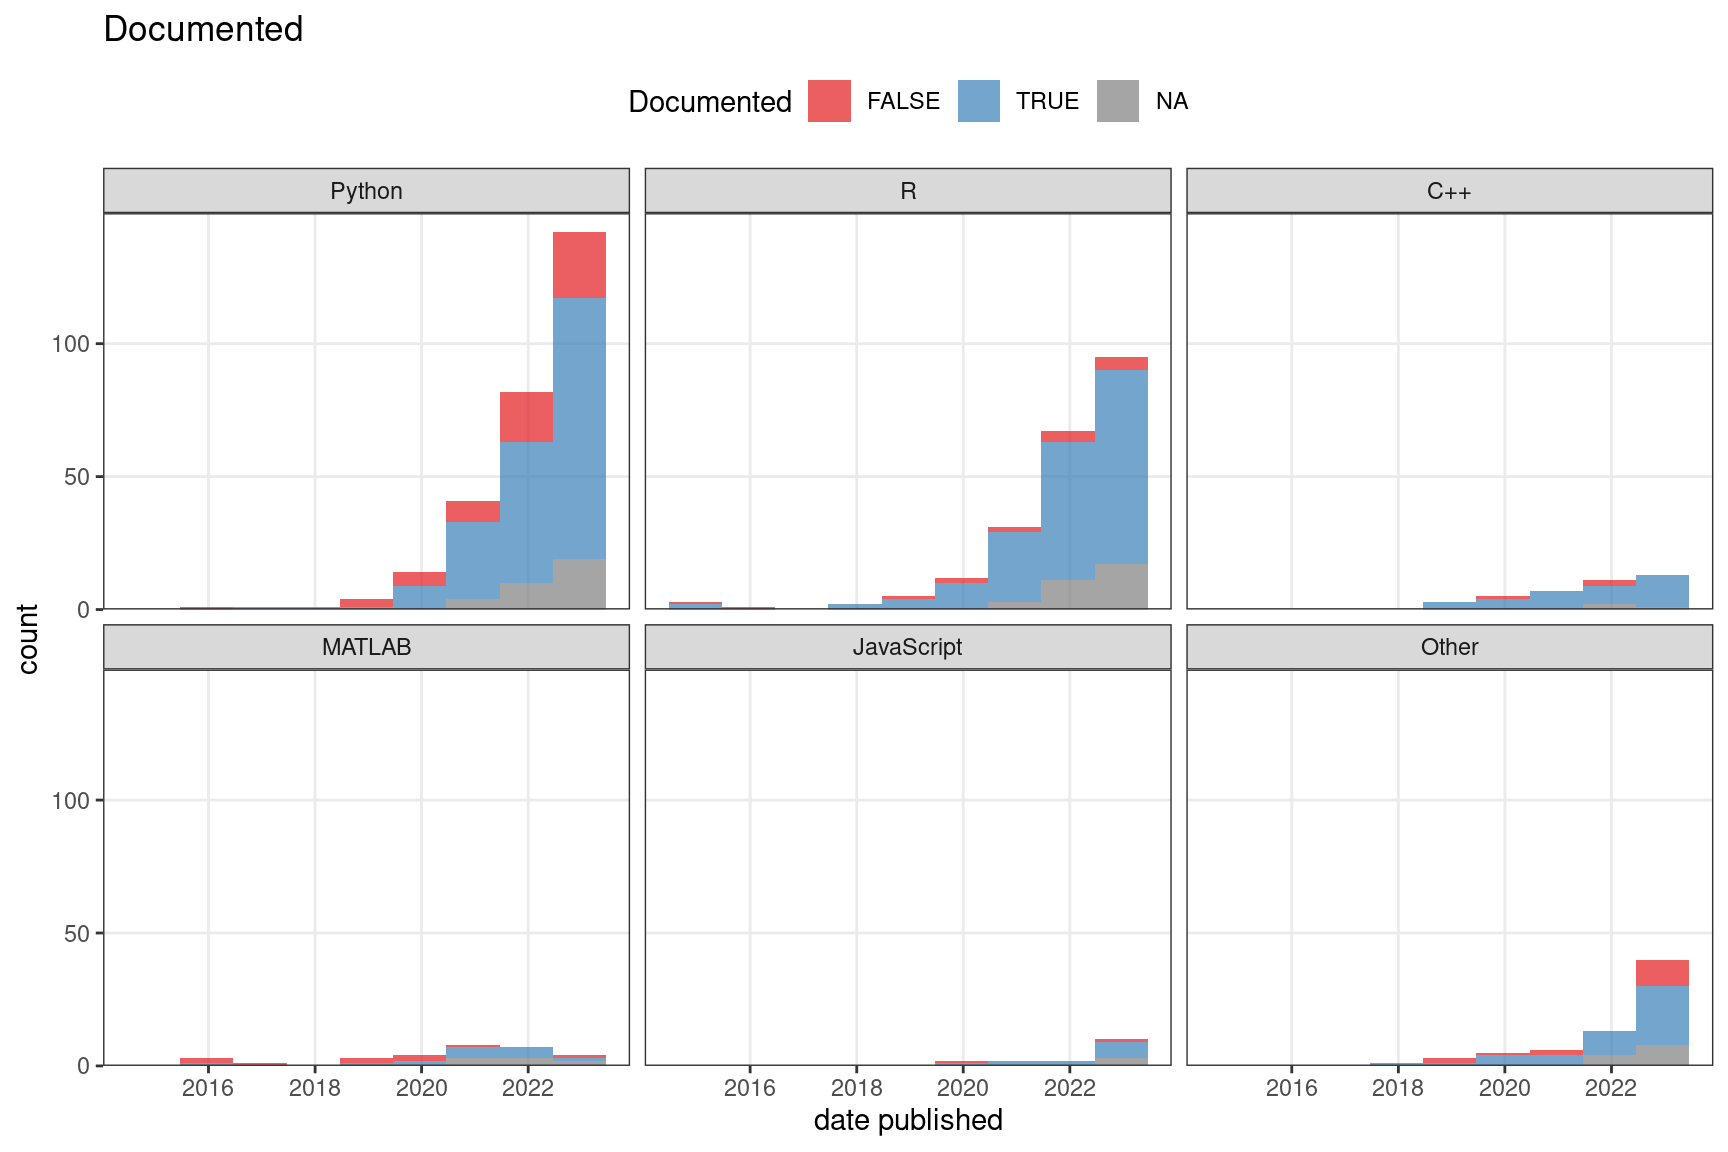 Documented
Documented FALSE TRUE NA
Python R C++
100
50
0
MATLAB JavaScript Other
100
50
0
count
2016 2018 2020 2022 2016 2018 2020 2022 2016 2018 2020 2022
date published